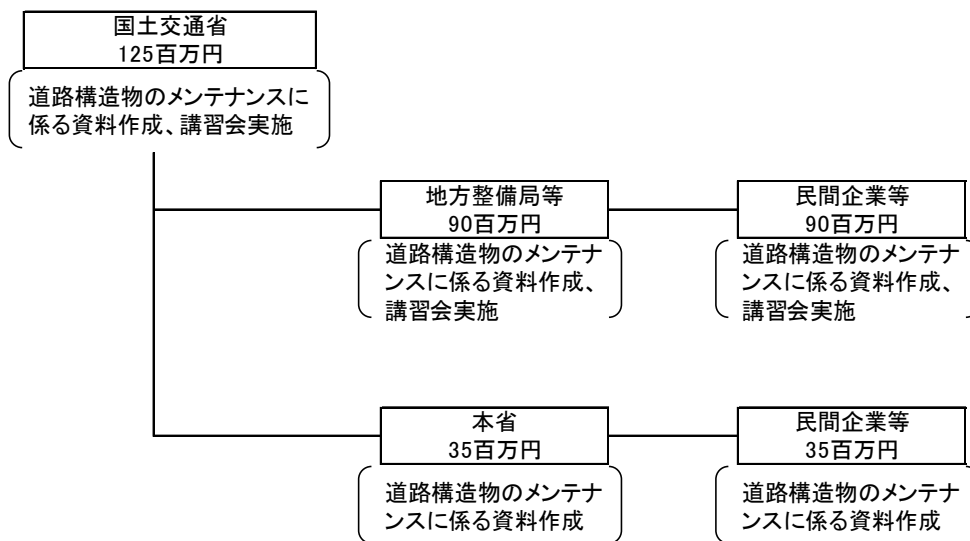 国土交通省
125百万円
道路構造物のメンテナンスに
係る資料作成、講習会実施
地方整備局等
90百万円
道路構造物のメンテナ
ンスに係る資料作成、
講習会実施
民間企業等
90百万円
道路構造物のメンテナ
ンスに係る資料作成、
講習会実施
本省
35百万円
道路構造物のメンテナ
ンスに係る資料作成
民間企業等
35百万円
道路構造物のメンテナ
ンスに係る資料作成